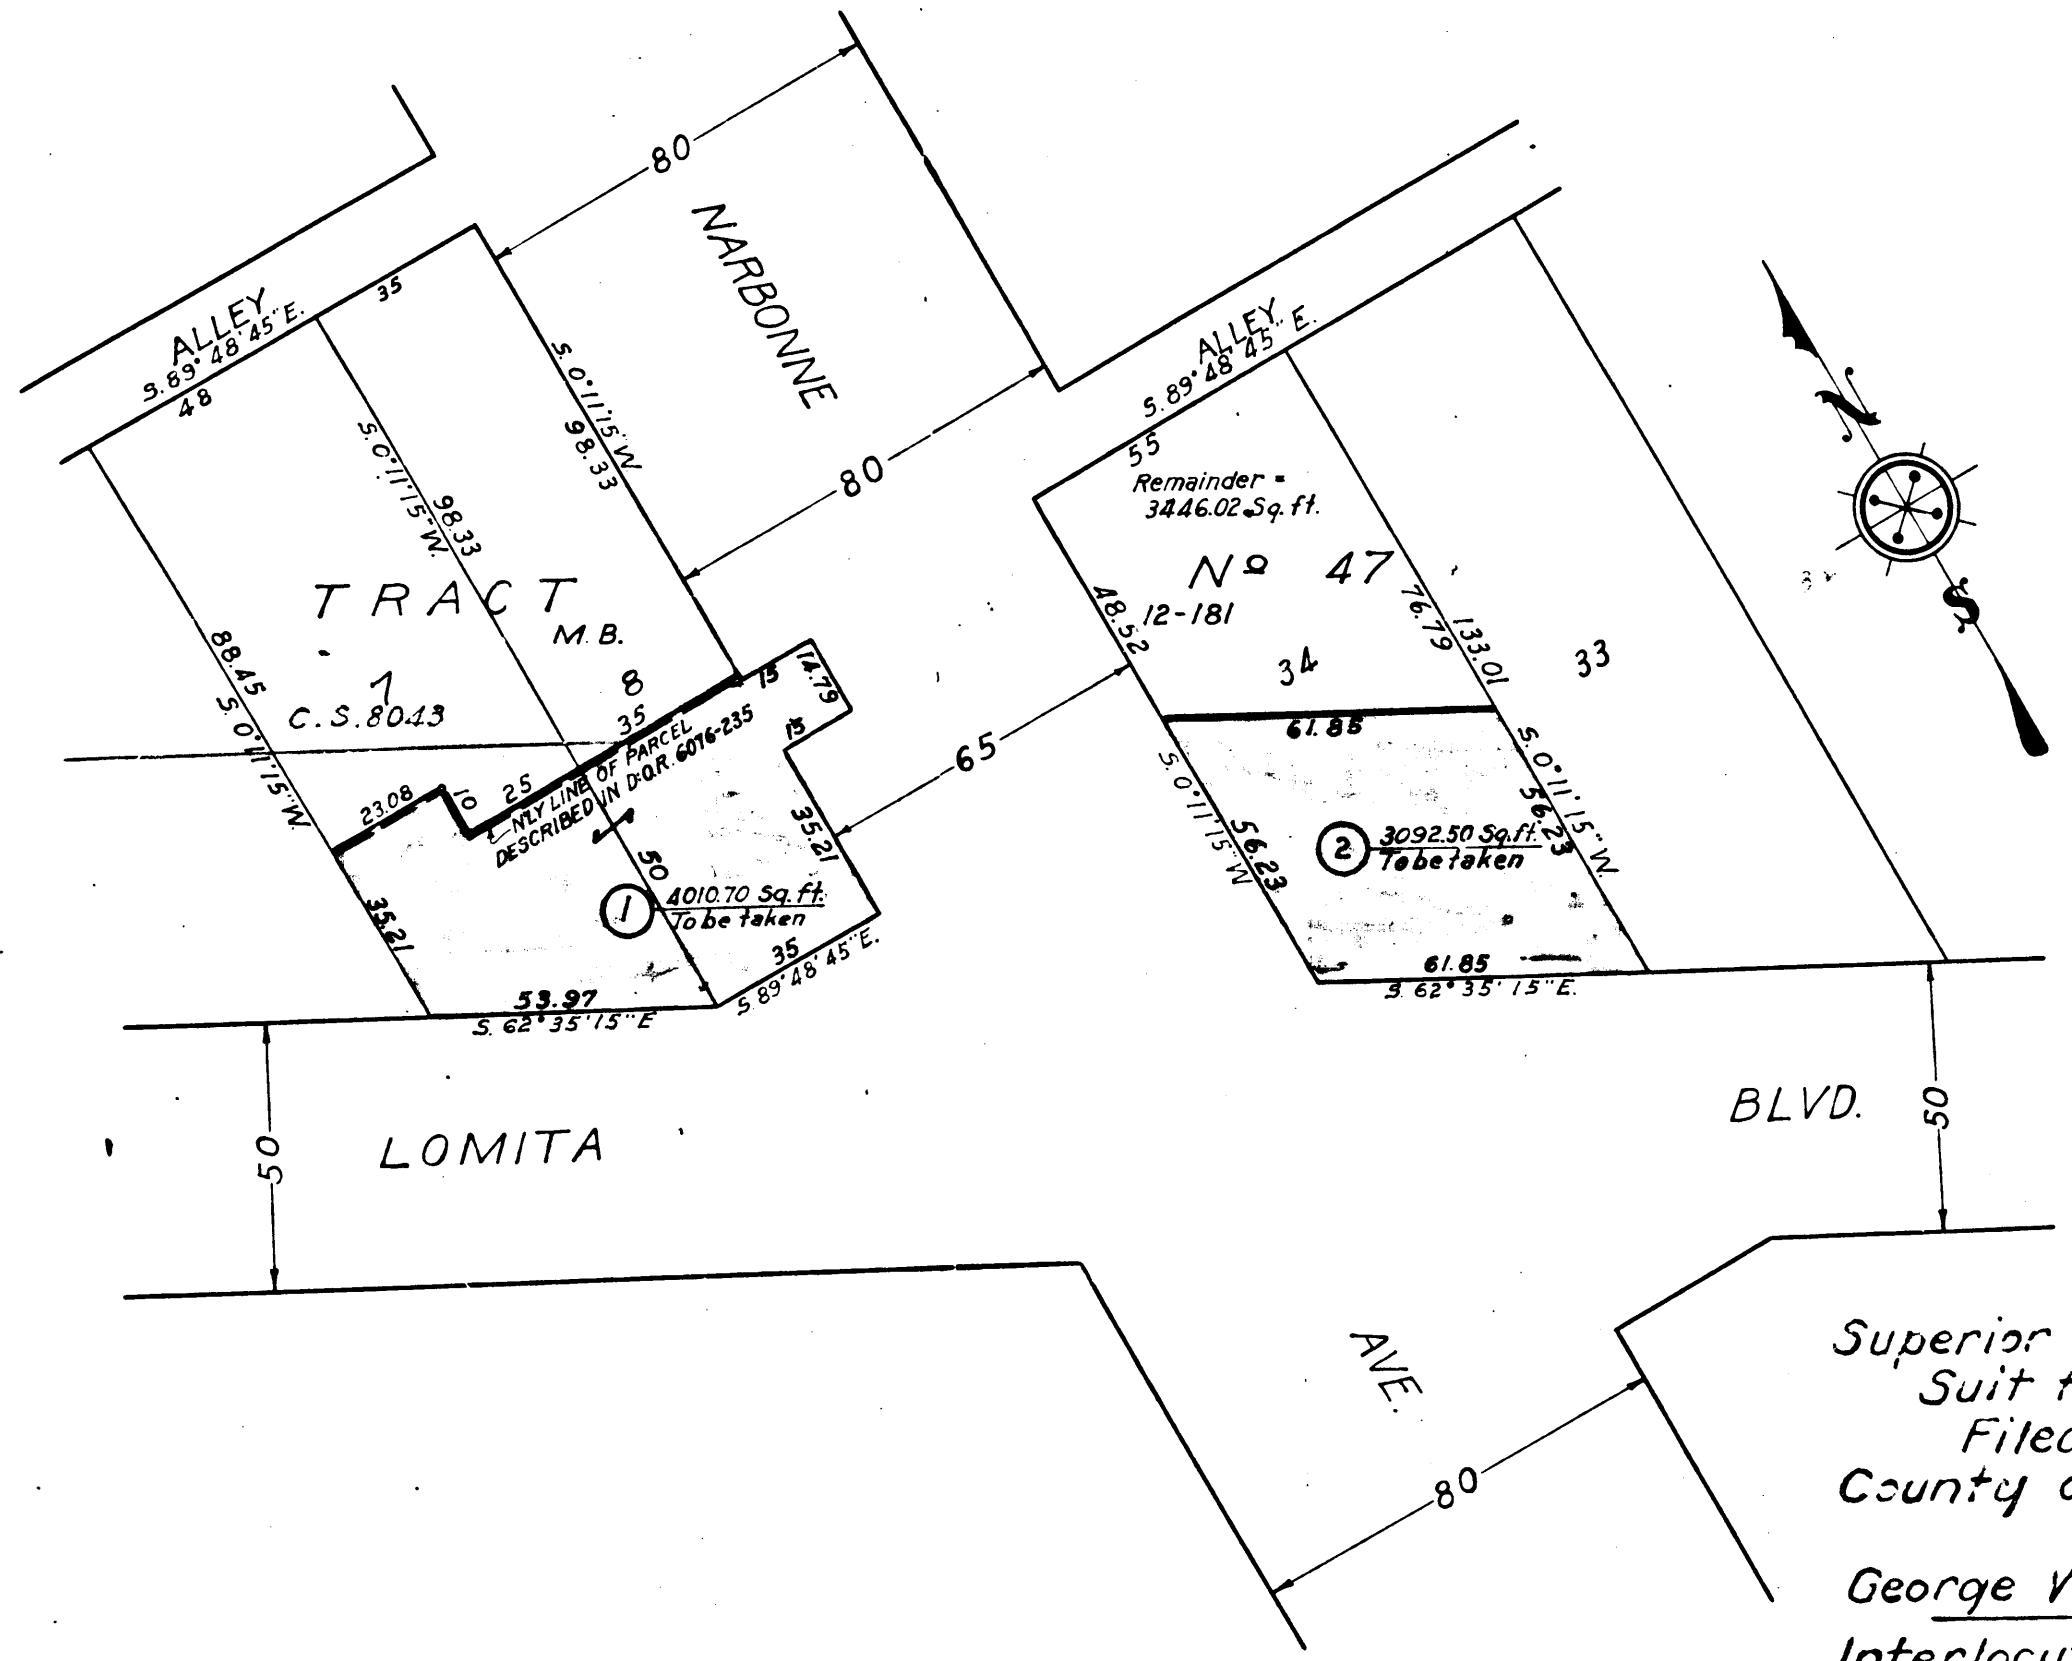 80
NARBONNE
ALLEY
S.89°48'45"E.
48
35
S.0°11'15"W.
98.33
S.0°11'15"W.
98.33
80
ALLEY
S.89°48'45"E.
55
Remainder =
3446.02 Sq.ft.
Nº 47
12-181
48.52
76.79
133.01
34
33
N
S
TRACT
M.B.
7
C.S.8043
8
88.45
S.0°11'15"W.
35
15
14.79
15
65
23.08
10
25
N'LY LINE OF PARCEL
DESCRIBED IN D:O.R. 6076-235
35.21
50
35.21
1
4010.70 Sq.ft.
To be taken
53.97
S.62°35'15"E
35
S.89°48'45"E.
61.85
S.0°11'15"W
56.23
S.0°11'15"W.
56.23
2
3092.50 Sq.ft.
To be taken
61.85
S.62°35'15"E.
50
LOMITA
BLVD.
50
AVE.
80
Superior
Suit
Filed
County
George